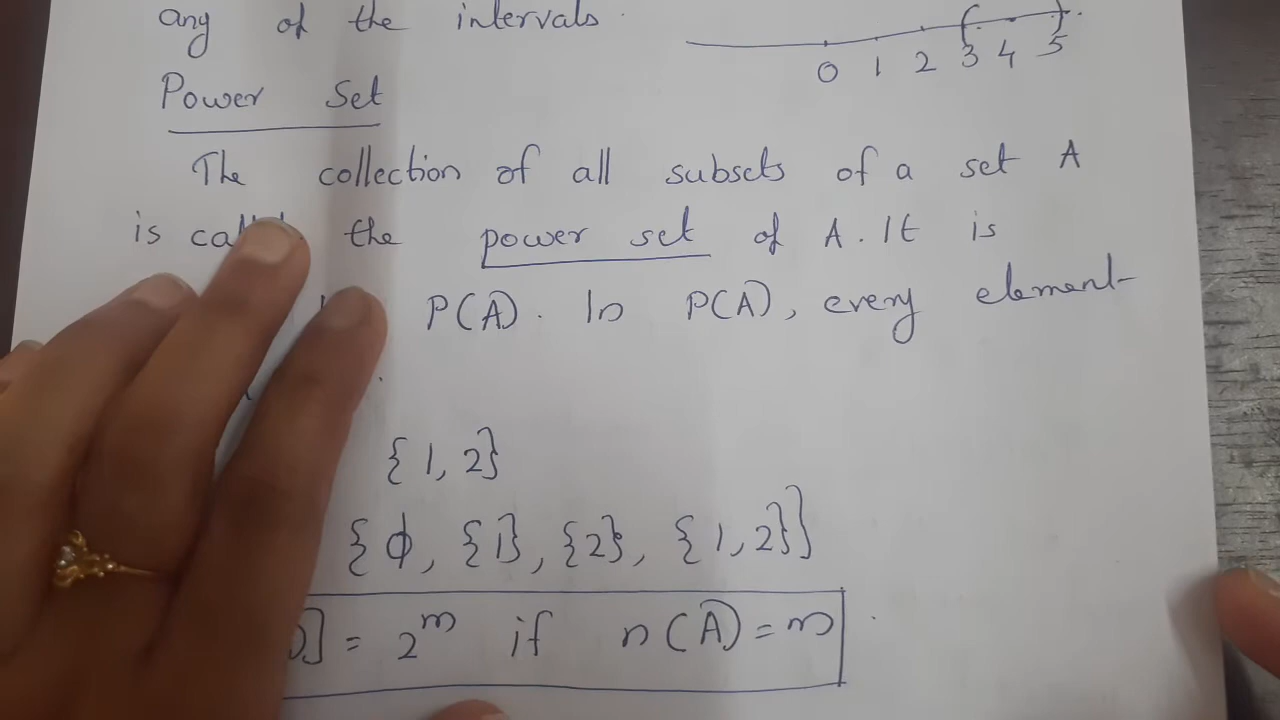 any of the intervals.
0 1 2 3 4 5
Power Set
The collection of all subsets of a set A
is the power set of A. It is
P(A). In P(A), every element
{1, 2}
{ϕ, {1}, {2}, {1, 2}}
)] = 2^m if n(A) = m